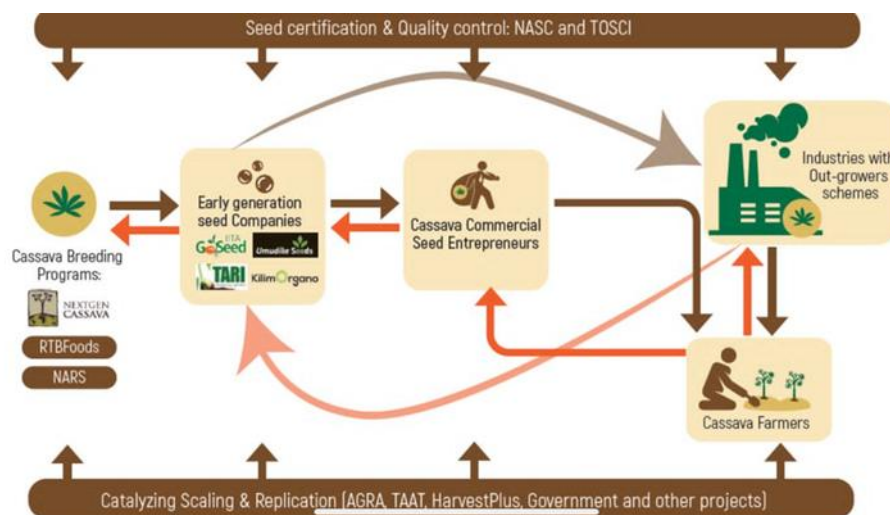 Seed certification & Quality control: NASC and TOSCI
Early generation
seed Companies
IITA
GoSeed
Umudike Seeds
TARI
KilimOrgano
Cassava Commercial
Seed Entrepreneurs
Industries with
Out-growers
schemes
Cassava Breeding
Programs:
NEXTGEN
CASSAVA
RTBFoods
NARS
Cassava Farmers
Catalyzing Scaling & Replication (AGRA, TAAT, HarvestPlus, Government and other projects)